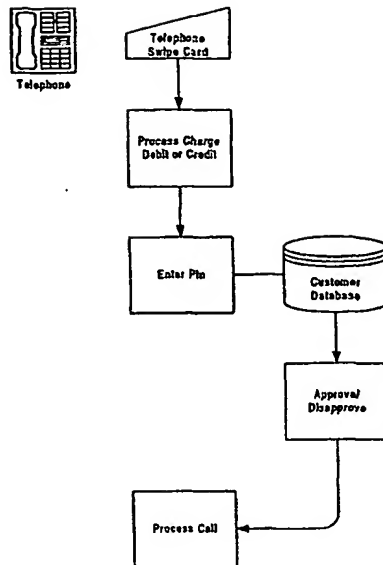 Telephone
Swipe Card
Telephone
Process Charge
Debit or Credit
Enter Pin
Customer
Database
Approval/
Disapprove
Process Call